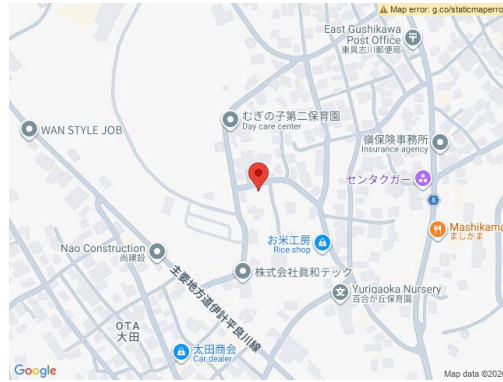 Map error: g.co/staticmaperro
East Gushikawa
Post Office
東具志川郵便局
むぎの子第二保育園
Day care center
WAN STYLE JOB
嶺保険事務所
Insurance agency
センタクガー
8
お米工房
Rice shop
Mashikama
まじかま
Nao Construction
尚建設
主要地方道伊計平良川線
株式会社眞和テック
Yurigaoka Nursery
百合が丘保育園
OTA
大田
太田商会
Car dealer
Google
Map data ©202